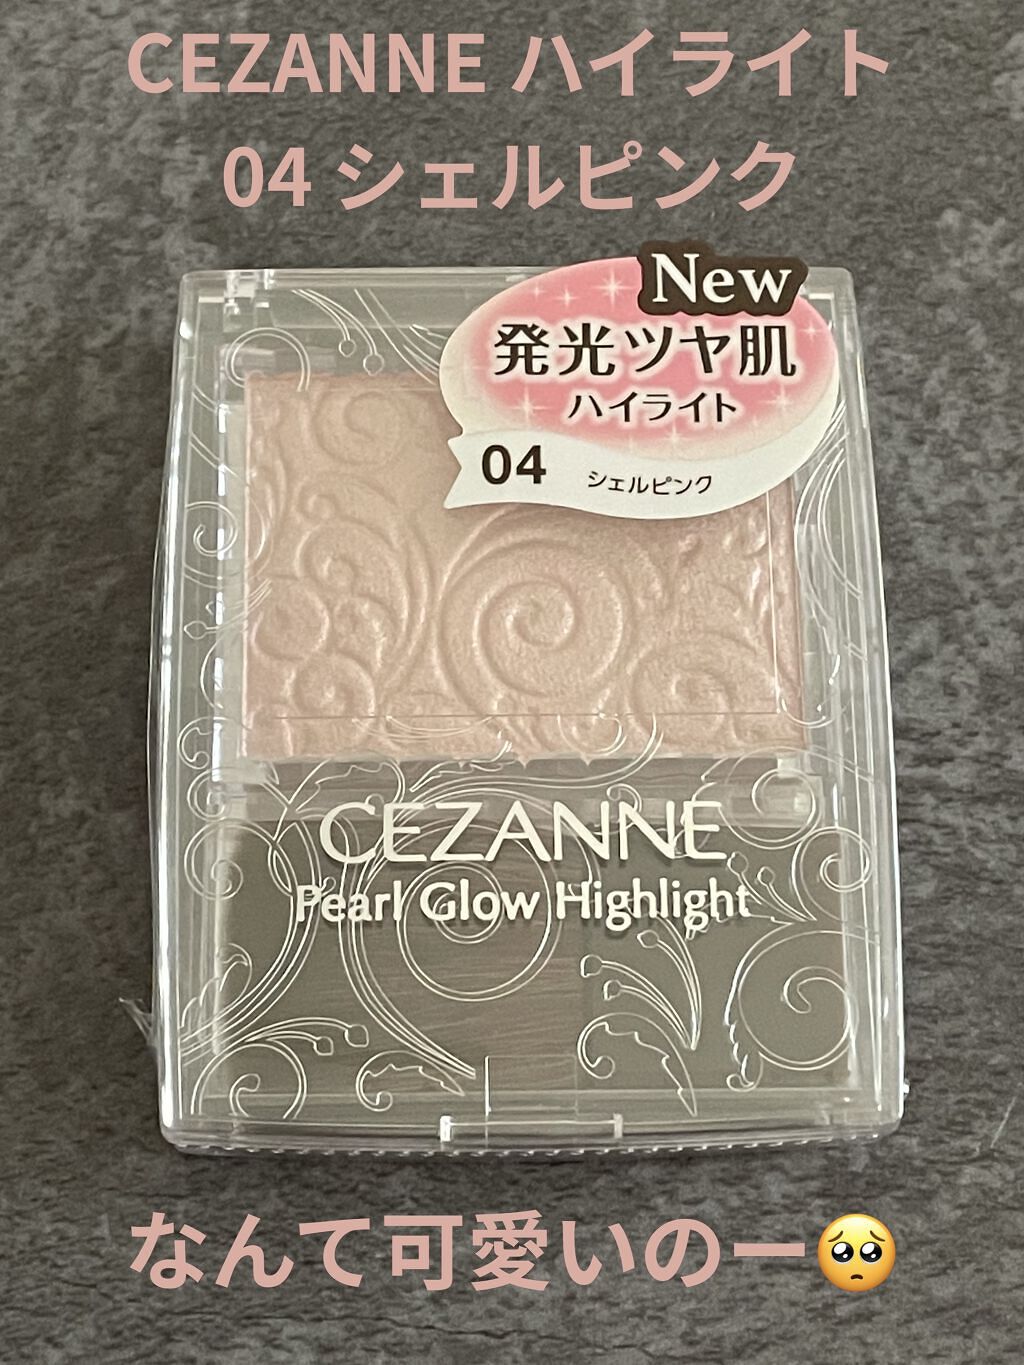 CEZANNE ハイライト
04 シェルピンク
New
発光ツヤ肌
ハイライト
04 シェルピンク
CEZANNE
Pearl Glow Highlight
なんて可愛いのー🥺